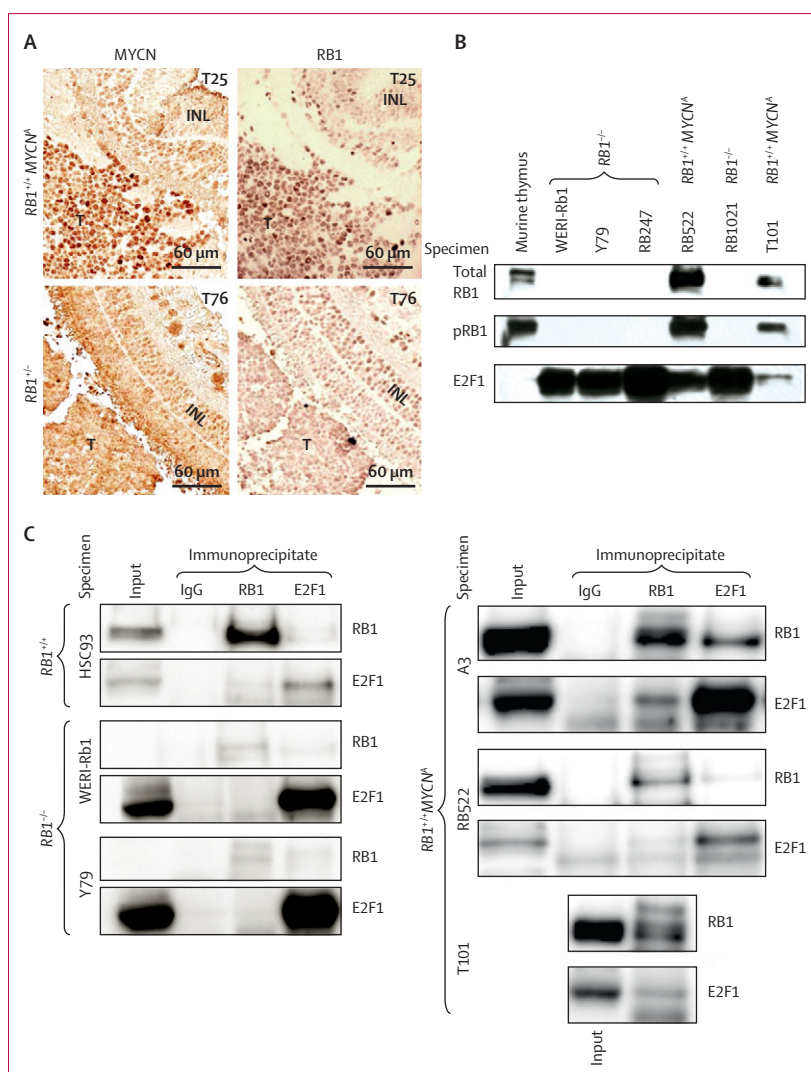 A
MYCN RB1
RB1+/+ MYCNA
T25
INL
T
60 µm
T25
INL
T
60 µm
RB1+/-
T76
INL
T
60 µm
T76
INL
T
60 µm
B
RB1-/- RB1+/+ MYCNA RB1-/- RB1+/+ MYCNA
Specimen Murine thymus WERI-Rb1 Y79 RB247 RB522 RB1021 T101
Total
RB1
pRB1
E2F1
C
Immunoprecipitate
Specimen Input IgG RB1 E2F1
RB1+/+
HSC93
RB1
E2F1
RB1-/-
WERI-Rb1
RB1
E2F1
Y79
RB1
E2F1
Immunoprecipitate
Specimen Input IgG RB1 E2F1
RB1+/+MYCNA
A3
RB1
E2F1
RB522
RB1
E2F1
T101
RB1
E2F1
Input